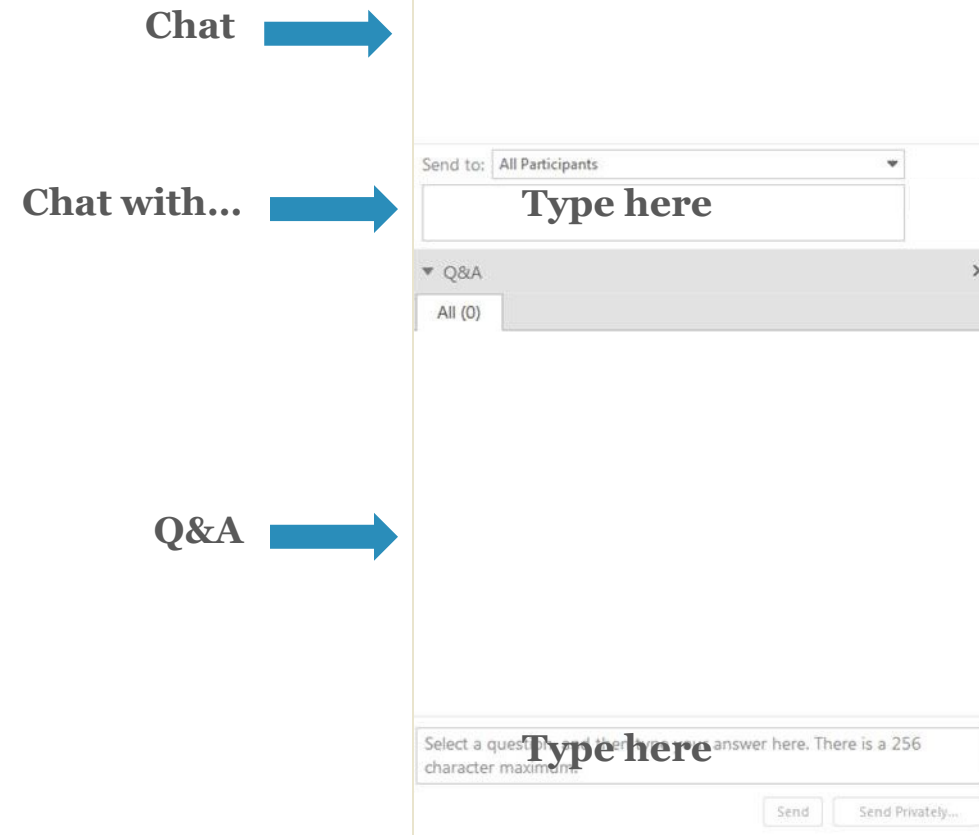 Chat
Send to: All Participants
Chat with... Type here
Q&A
All (0)
Q&A
Select a question, and then type your answer here. There is a 256
character maximum.
Type here
Send Send Privately...